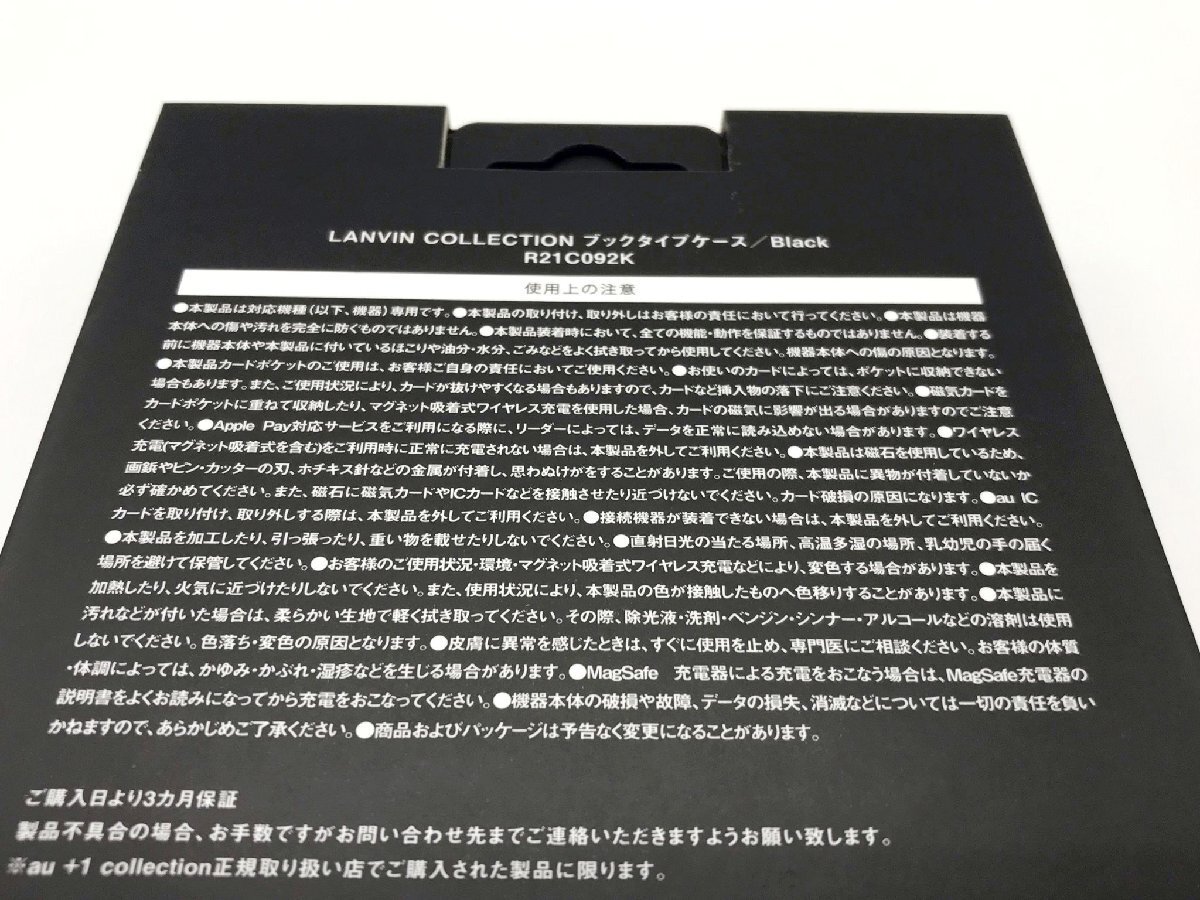 LANVIN COLLECTION ブックタイプケース／Black
R21C092K
使用上の注意
●本製品は対応機種（以下、機器）専用です。●本製品の取り付け、取り外しはお客様の責任において行ってください。●本製品は機器
本体への傷や汚れを完全に防ぐものではありません。●本製品装着時において、全ての機能・動作を保証するものではありません。●装着する
前に機器本体や本製品に付いているほこりや油分・水分、ごみなどをよく拭き取ってから使用してください。機器本体への傷の原因となります。
●本製品カードポケットのご使用は、お客様ご自身の責任においてご使用ください。●お使いのカードによっては、ポケットに収納できない
場合もあります。また、ご使用状況により、カードが抜けやすくなる場合もありますので、カードなど挿入物の落下にご注意ください。●磁気カードを
カードポケットに重ねて収納したり、マグネット吸着式ワイヤレス充電を使用した場合、カードの磁気に影響が出る場合がありますのでご注意
ください。●Apple Pay対応サービスをご利用になる際に、リーダーによっては、データを正常に読み込めない場合があります。●ワイヤレス
充電(マグネット吸着式を含む)をご利用時に正常に充電されない場合は、本製品を外してご利用ください。●本製品は磁石を使用しているため、
画鋲やピン・カッターの刃、ホチキス針などの金属が付着し、思わぬけがをすることがあります。ご使用の際、本製品に異物が付着していないか
必ず確かめてください。また、磁石に磁気カードやICカードなどを接触させたり近づけないでください。カード破損の原因になります。●au IC
カードを取り付け、取り外しする際は、本製品を外してご利用ください。●接続機器が装着できない場合は、本製品を外してご利用ください。
●本製品を加工したり、引っ張ったり、重い物を載せたりしないでください。●直射日光の当たる場所、高温多湿の場所、乳幼児の手の届く
場所を避けて保管してください。●お客様のご使用状況・環境・マグネット吸着式ワイヤレス充電などにより、変色する場合があります。●本製品を
加熱したり、火気に近づけたりしないでください。また、使用状況により、本製品の色が接触したものへ色移りすることがあります。●本製品に
汚れなどが付いた場合は、柔らかい生地で軽く拭き取ってください。その際、除光液・洗剤・ベンジン・シンナー・アルコールなどの溶剤は使用
しないでください。色落ち・変色の原因となります。●皮膚に異常を感じたときは、すぐに使用を止め、専門医にご相談ください。お客様の体質
・体調によっては、かゆみ・かぶれ・湿疹などを生じる場合があります。●MagSafe　充電器による充電をおこなう場合は、MagSafe充電器の
説明書をよくお読みになってから充電をおこなってください。●機器本体の破損や故障、データの損失、消滅などについては一切の責任を負い
かねますので、あらかじめご了承ください。●商品およびパッケージは予告なく変更になることがあります。
ご購入日より3カ月保証
製品不具合の場合、お手数ですがお問い合わせ先までご連絡いただきますようお願い致します。
※au +1 collection正規取り扱い店でご購入された製品に限ります。